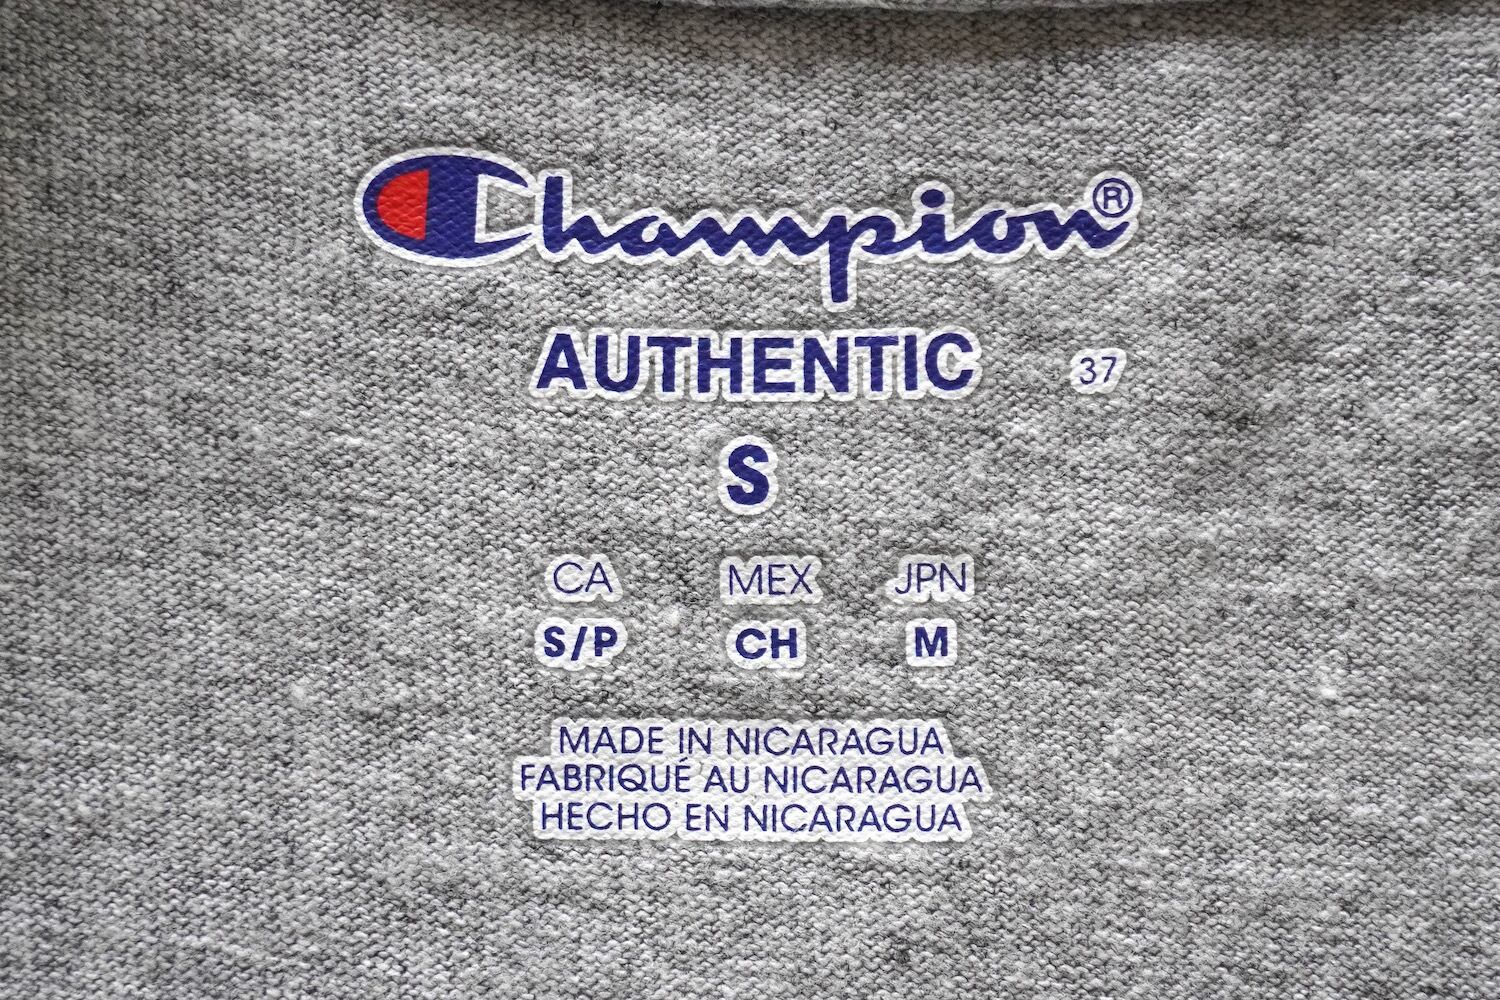 Champion®
AUTHENTIC 37
S
CA MEX JPN
S/P CH M
MADE IN NICARAGUA
FABRIQUÉ AU NICARAGUA
HECHO EN NICARAGUA